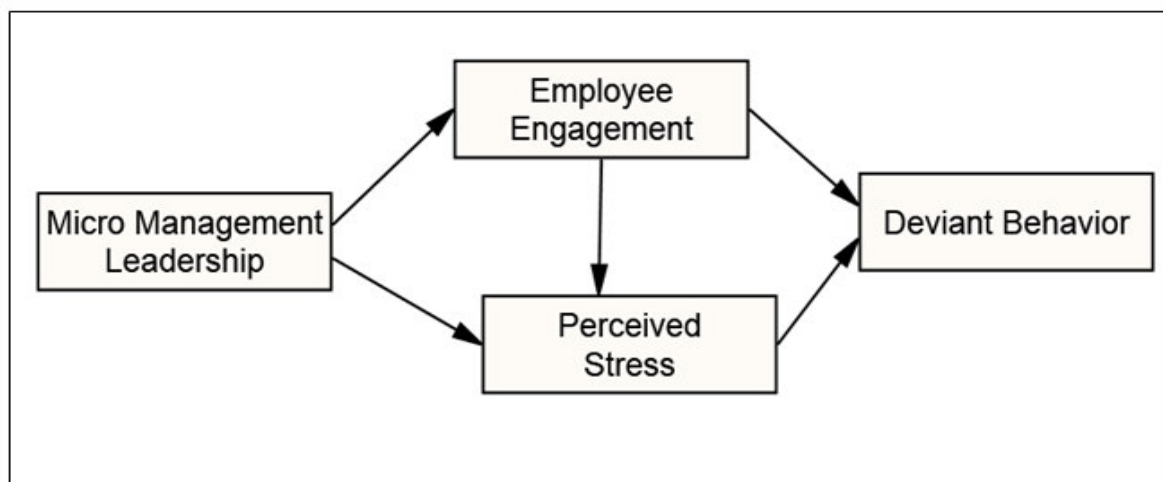 Employee
Engagement
Micro Management
Leadership
Deviant Behavior
Perceived
Stress